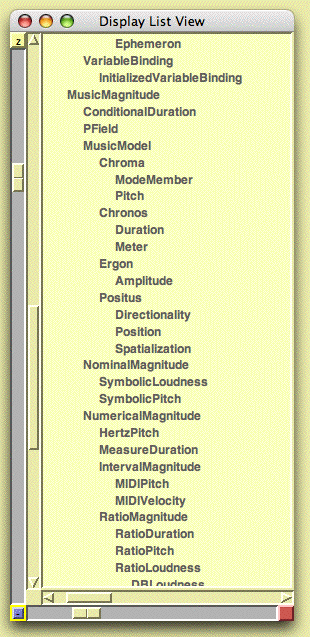 Display List View
z
Ephemeron
VariableBinding
InitializedVariableBinding
MusicMagnitude
ConditionalDuration
PField
MusicModel
Chroma
ModeMember
Pitch
Chronos
Duration
Meter
Ergon
Amplitude
Positus
Directionality
Position
Spatialization
NominalMagnitude
SymbolicLoudness
SymbolicPitch
NumericalMagnitude
HertzPitch
MeasureDuration
IntervalMagnitude
MIDIPitch
MIDIVelocity
RatioMagnitude
RatioDuration
RatioPitch
RatioLoudness
DBLoudness